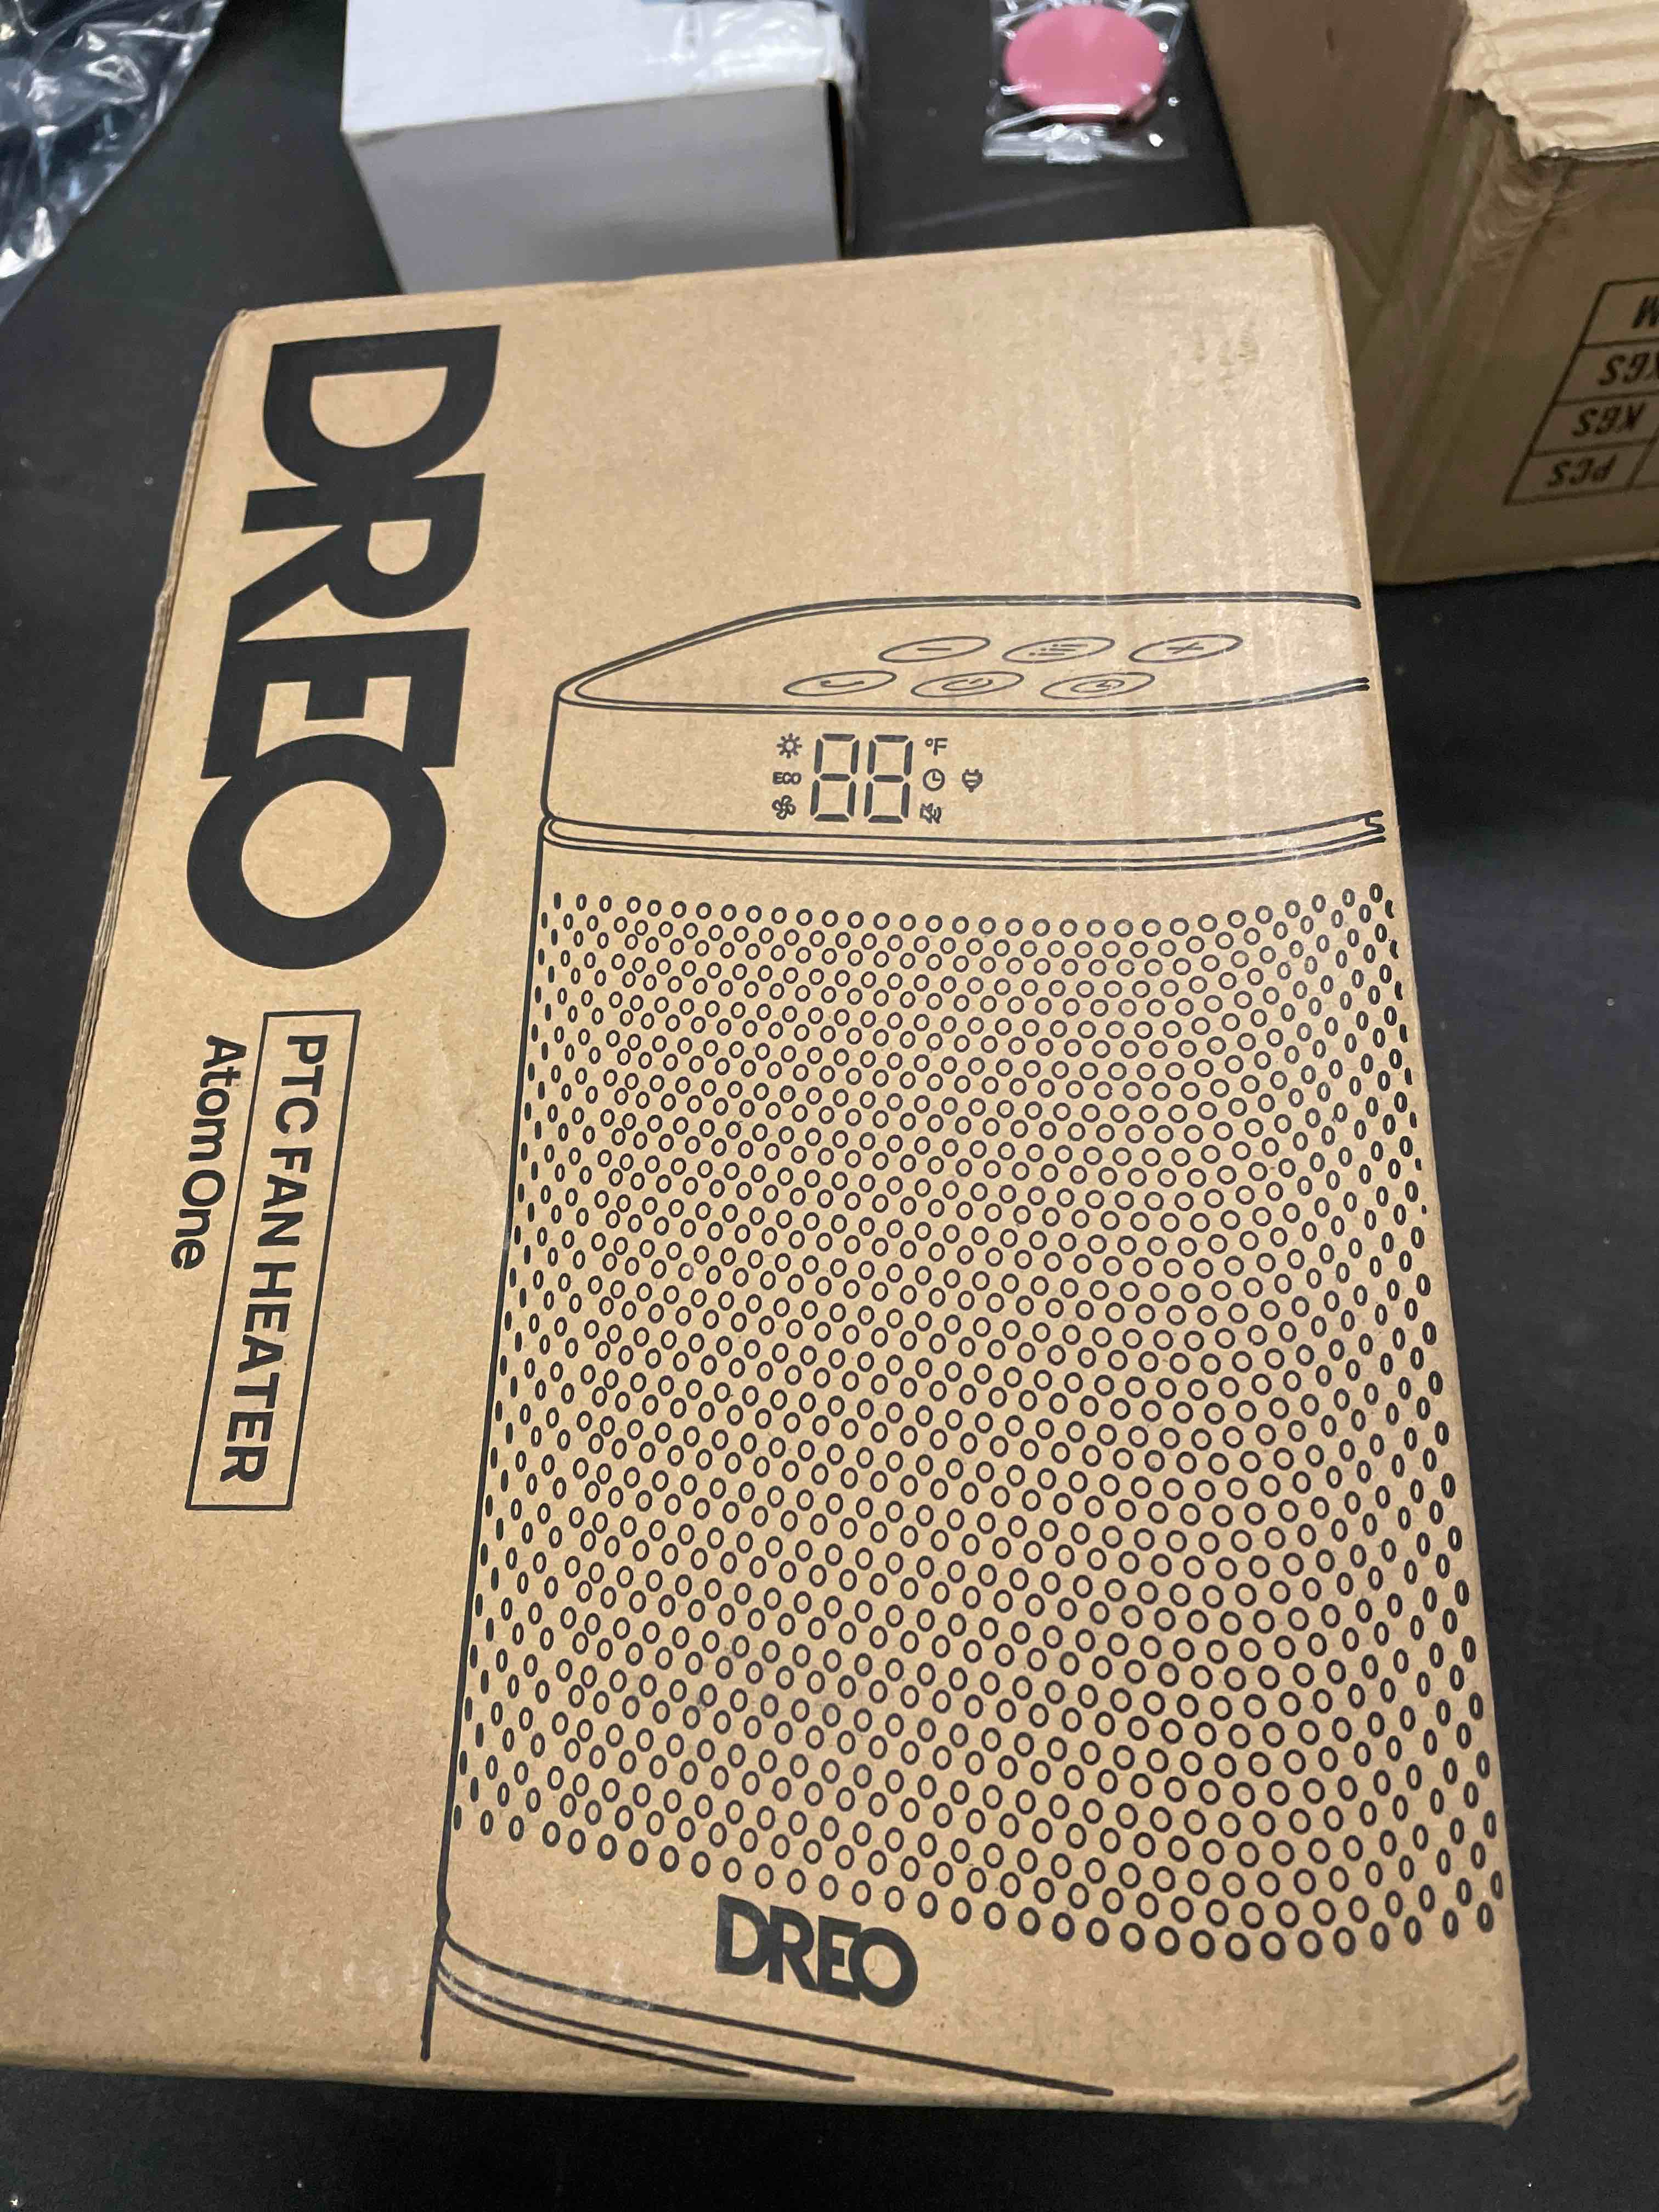 DREO
PTC FAN HEATER
Atom One
°F
ECO
88
DREO
KGS
KGS
PCS